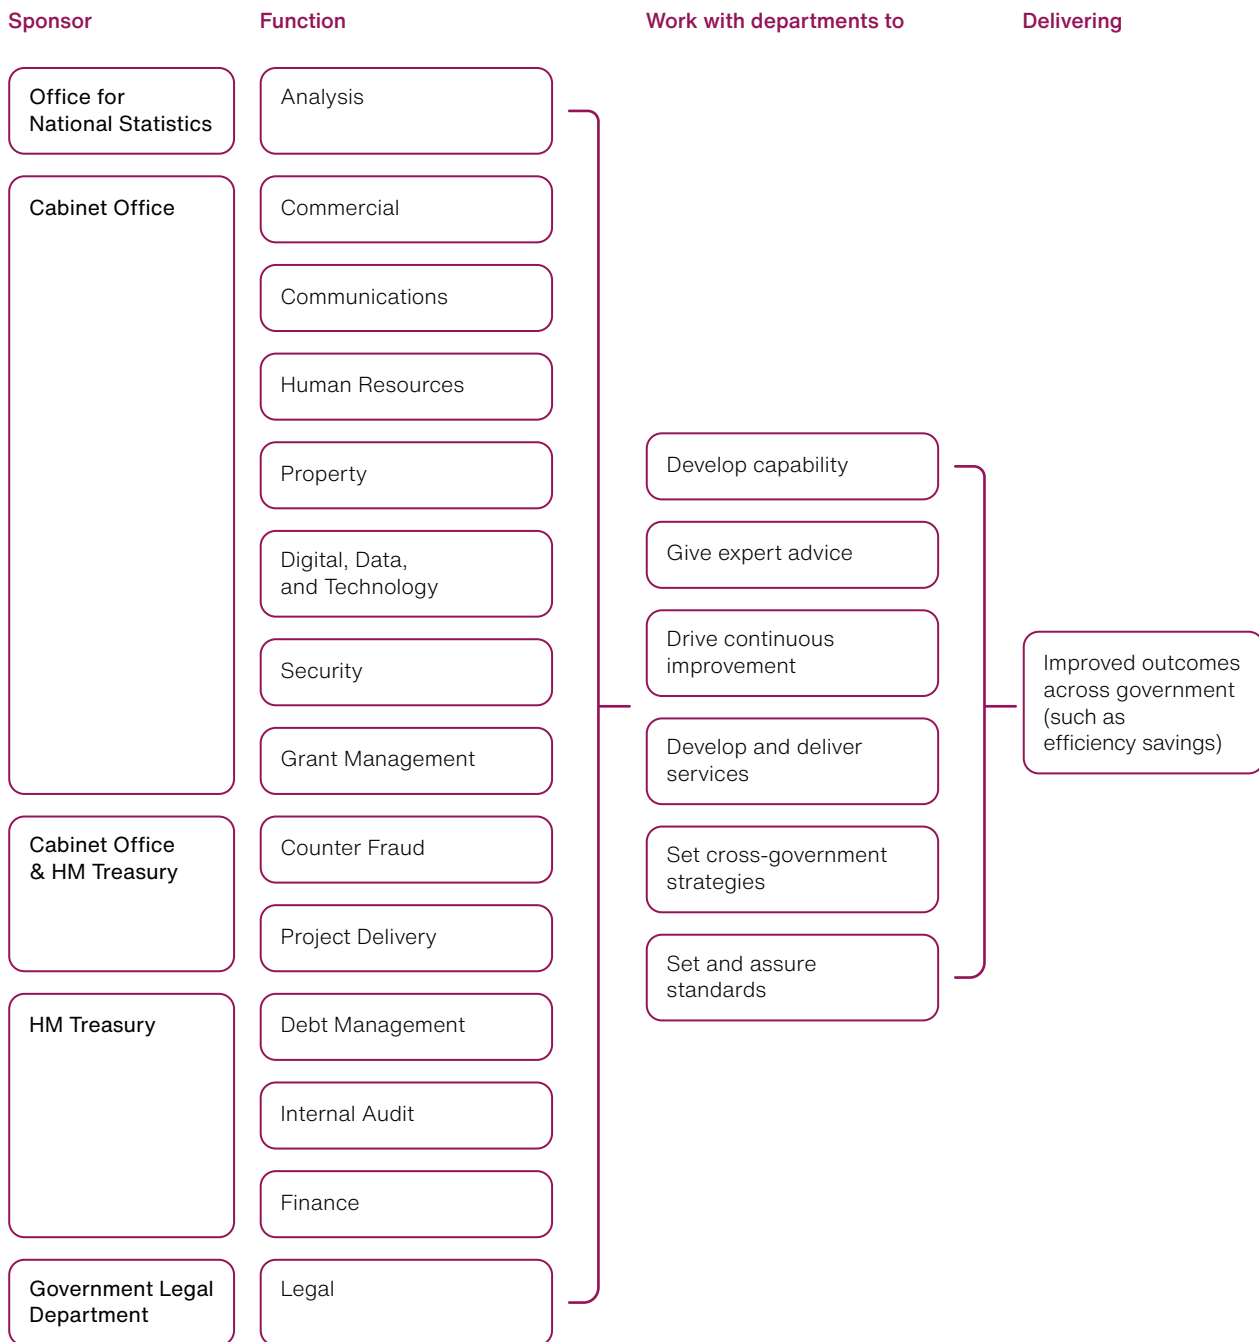 Sponsor
Function
Work with departments to
Delivering
Office for
National Statistics
Analysis
Cabinet Office
Commercial
Communications
Human Resources
Property
Digital, Data,
and Technology
Security
Grant Management
Cabinet Office
& HM Treasury
Counter Fraud
Project Delivery
HM Treasury
Debt Management
Internal Audit
Finance
Government Legal
Department
Legal
Develop capability
Give expert advice
Drive continuous
improvement
Develop and deliver
services
Set cross-government
strategies
Set and assure
standards
Improved outcomes
across government
(such as
efficiency savings)